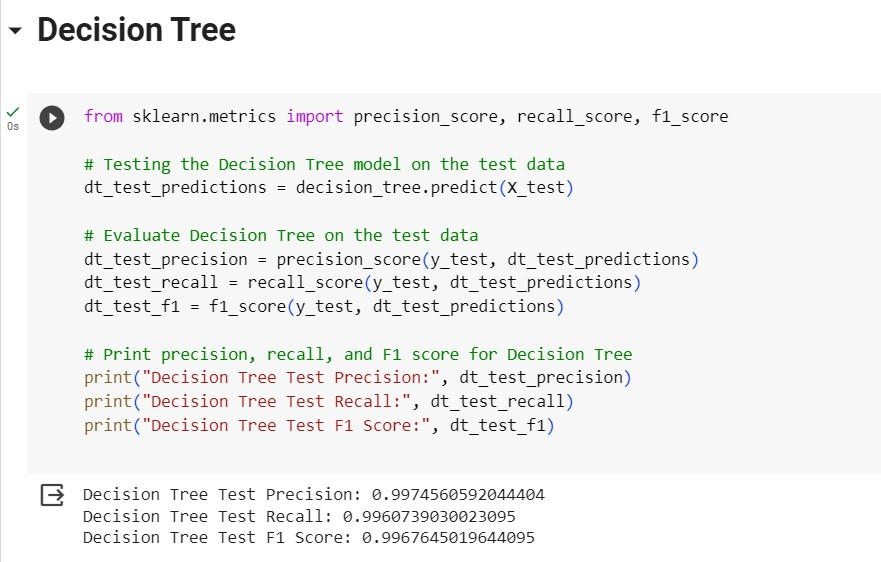 Decision Tree
0s
from sklearn.metrics import precision_score, recall_score, f1_score
# Testing the Decision Tree model on the test data
dt_test_predictions = decision_tree.predict(X_test)
# Evaluate Decision Tree on the test data
dt_test_precision = precision_score(y_test, dt_test_predictions)
dt_test_recall = recall_score(y_test, dt_test_predictions)
dt_test_f1 = f1_score(y_test, dt_test_predictions)
# Print precision, recall, and F1 score for Decision Tree
print("Decision Tree Test Precision:", dt_test_precision)
print("Decision Tree Test Recall:", dt_test_recall)
print("Decision Tree Test F1 Score:", dt_test_f1)
Decision Tree Test Precision: 0.9974560592044404
Decision Tree Test Recall: 0.9960739030023095
Decision Tree Test F1 Score: 0.9967645019644095